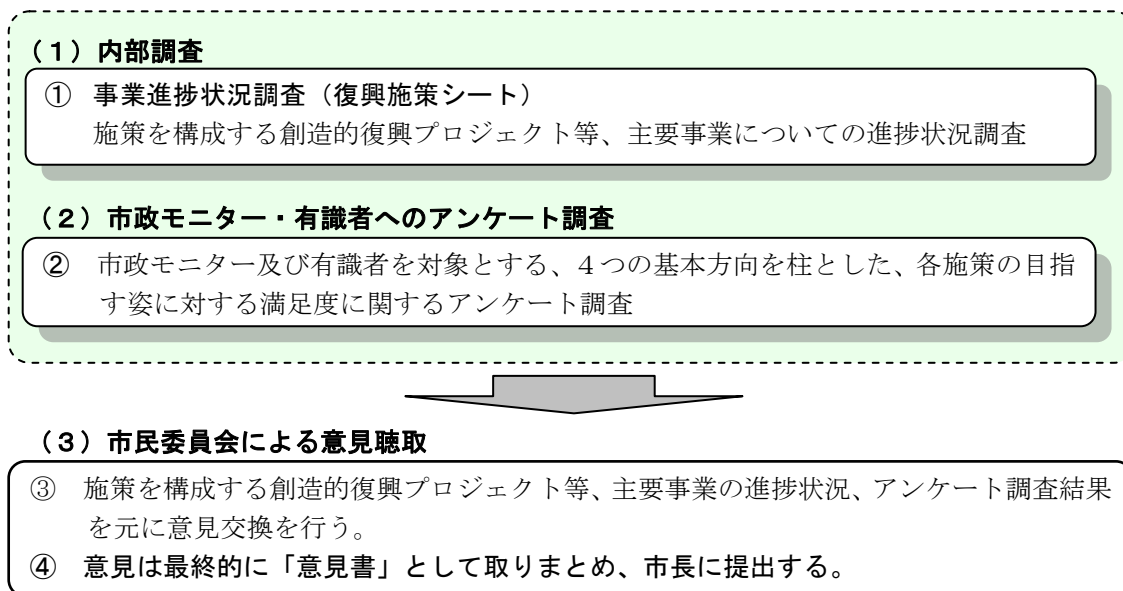 （１）内部調査
① 事業進捗状況調査（復興施策シート）
施策を構成する創造的復興プロジェクト等、主要事業についての進捗状況調査
（２）市政モニター・有識者へのアンケート調査
② 市政モニター及び有識者を対象とする、４つの基本方向を柱とした、各施策の目指
す姿に対する満足度に関するアンケート調査
（３）市民委員会による意見聴取
③ 施策を構成する創造的復興プロジェクト等、主要事業の進捗状況、アンケート調査結果
を元に意見交換を行う。
④ 意見は最終的に「意見書」として取りまとめ、市長に提出する。